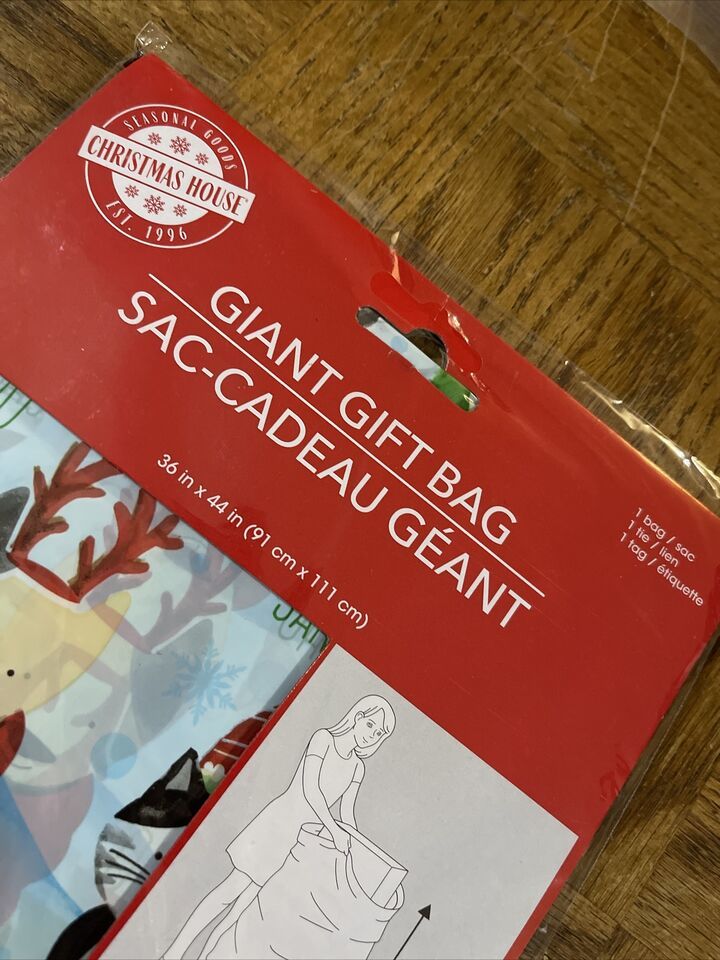 SEASONAL GOODS
CHRISTMAS HOUSE
EST. 1996
GIANT GIFT BAG
SAC-CADEAU GÉANT
36 in x 44 in (91 cm x 111 cm)
1 bag / sac
1 tie / lien
1 tag / étiquette